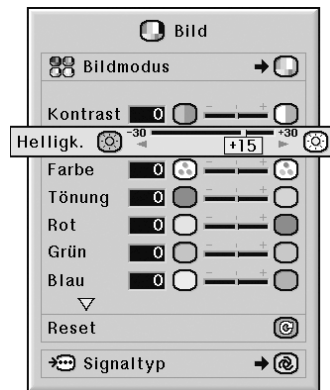 Bild
Bildmodus
Kontrast 0 - +
Helligk. -30 +15 +30
Farbe 0 - +
Tönung 0 - +
Rot 0 - +
Grün 0 - +
Blau 0 - +
Reset
Signaltyp